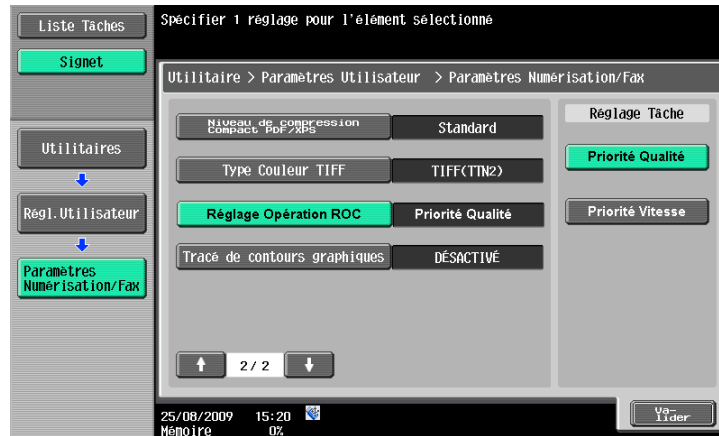 Liste Tâches
Signet
Spécifier 1 réglage pour l'élément sélectionné
Utilitaire > Paramètres Utilisateur > Paramètres Numérisation/Fax
Utilitaires
Régl.Utilisateur
Paramètres
Numérisation/Fax
Niveau de compression
Compact PDF/XPS
Standard
Type Couleur TIFF
TIFF(TTN2)
Réglage Opération ROC
Priorité Qualité
Tracé de contours graphiques
DÉSACTIVÉ
2/2
Réglage Tâche
Priorité Qualité
Priorité Vitesse
25/08/2009 15:20
Mémoire 0%
Va-
lider